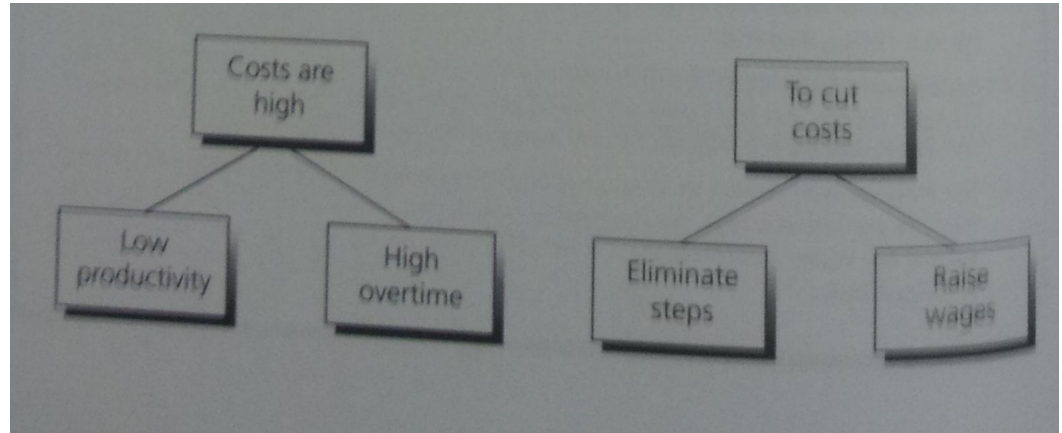 Costs are
high
Low
productivity
High
overtime
To cut
costs
Eliminate
steps
Raise
wages